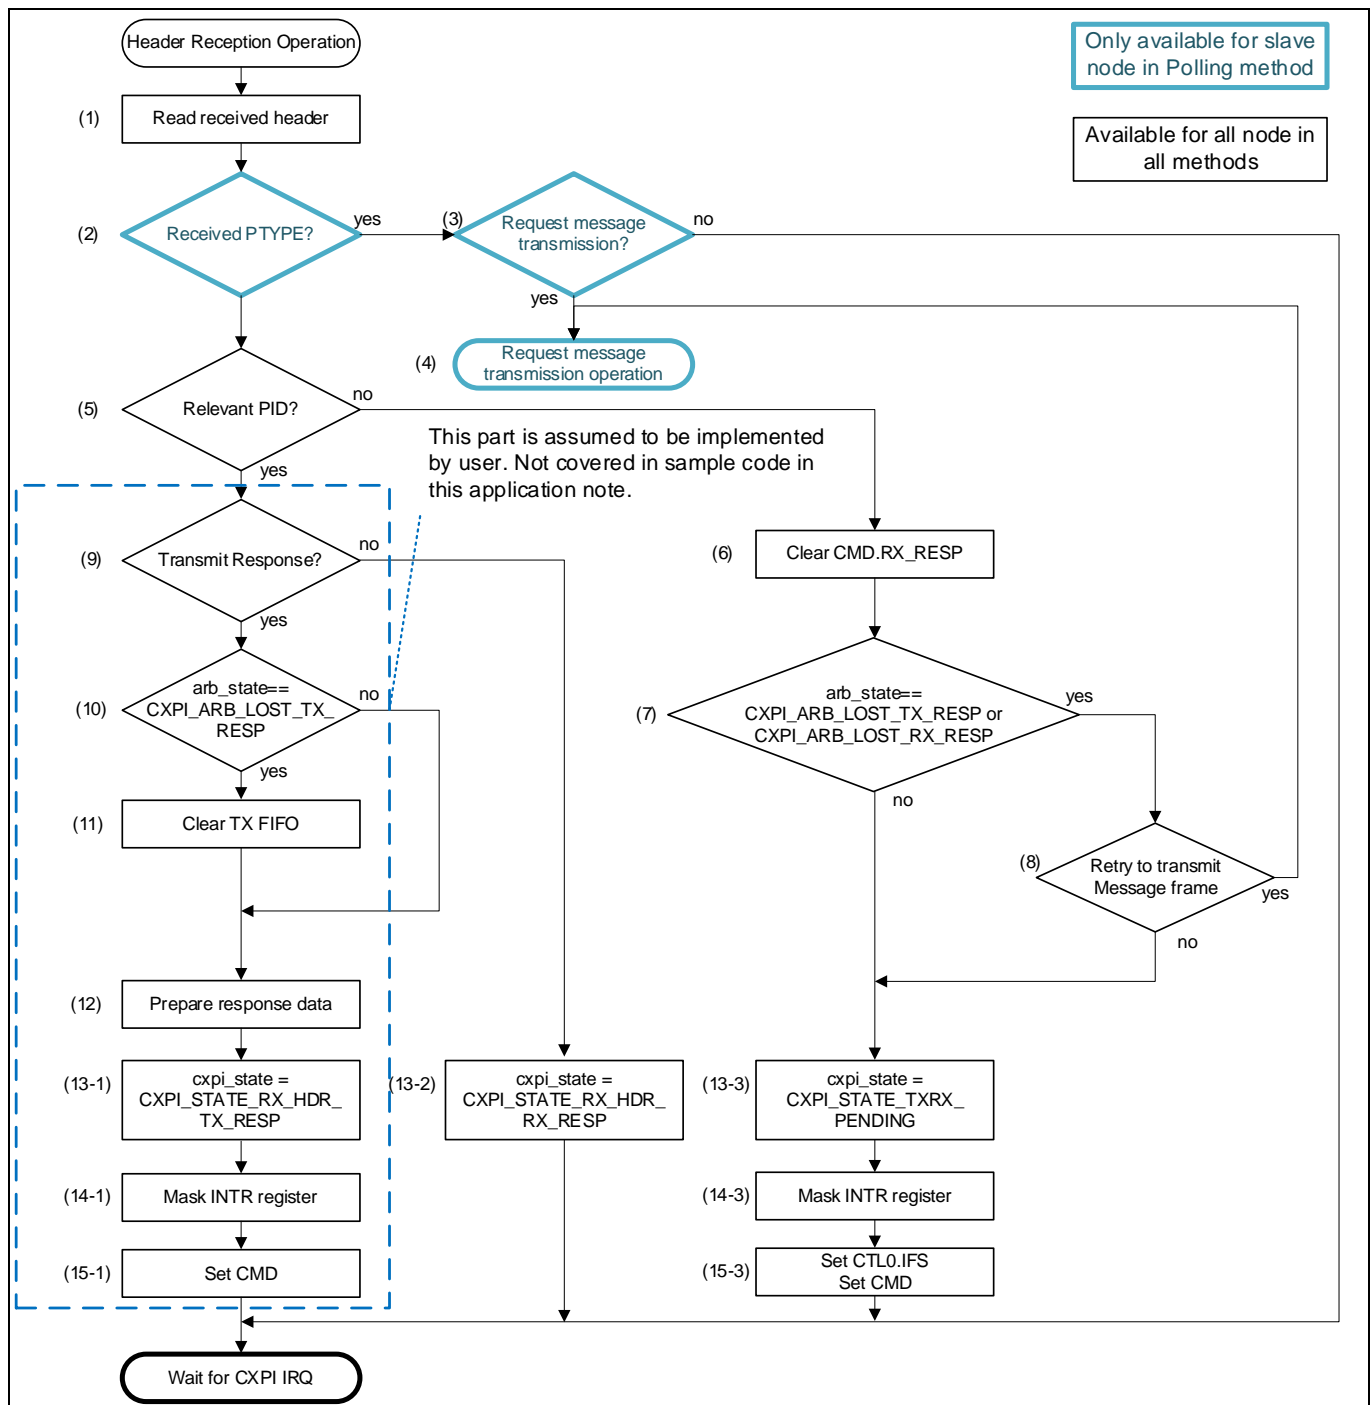 Header Reception Operation
Only available for slave
node in Polling method
(1)
Read received header
Available for all node in
all methods
(2)
Received PTYPE?
yes
(3)
Request message
transmission?
no
yes
(4)
Request message
transmission operation
(5)
Relevant PID?
no
yes
This part is assumed to be implemented
by user. Not covered in sample code in
this application note.
(9)
Transmit Response?
no
yes
(6)
Clear CMD.RX_RESP
(10)
arb_state==
CXPI_ARB_LOST_TX_
RESP
no
yes
(7)
arb_state==
CXPI_ARB_LOST_TX_RESP or
CXPI_ARB_LOST_RX_RESP
yes
no
(11)
Clear TX FIFO
(8)
Retry to transmit
Message frame
yes
no
(12)
Prepare response data
(13-1)
cxpi_state =
CXPI_STATE_RX_HDR_
TX_RESP
(13-2)
cxpi_state =
CXPI_STATE_RX_HDR_
RX_RESP
(13-3)
cxpi_state =
CXPI_STATE_TXRX_
PENDING
(14-1)
Mask INTR register
(14-3)
Mask INTR register
(15-1)
Set CMD
(15-3)
Set CTL0.IFS
Set CMD
Wait for CXPI IRQ